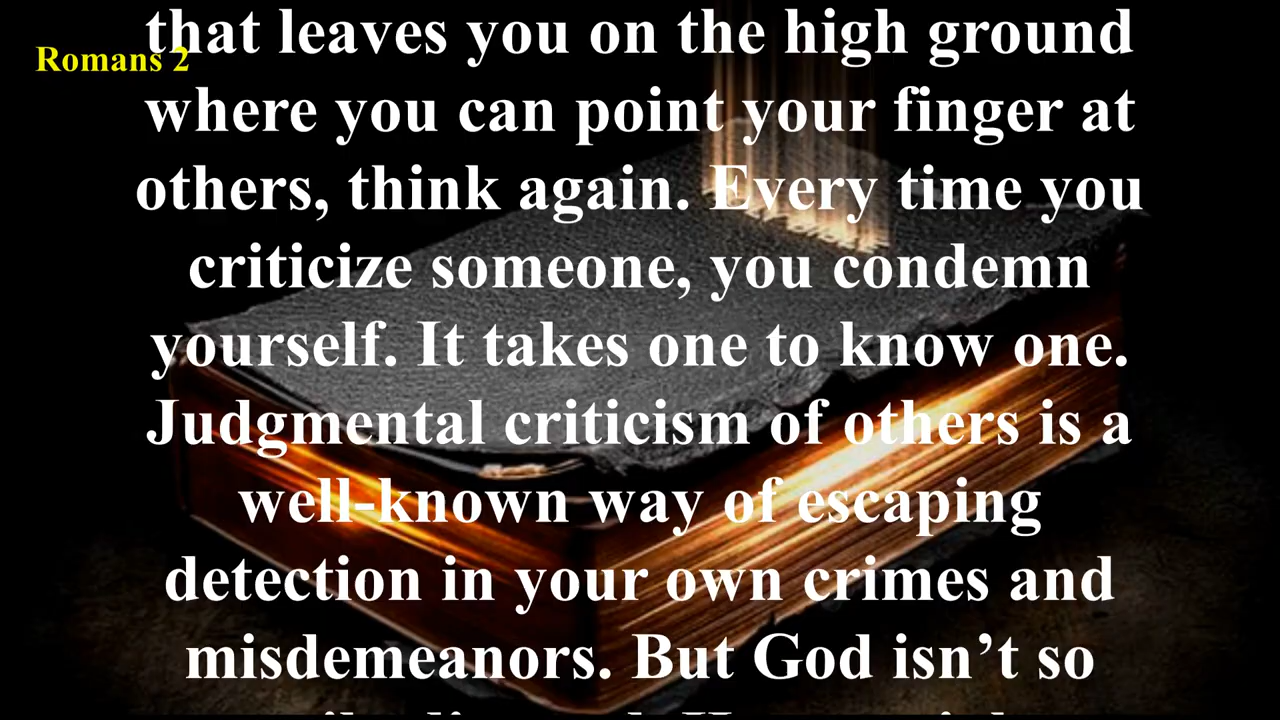 Romans 2
that leaves you on the high ground
where you can point your finger at
others, think again. Every time you
criticize someone, you condemn
yourself. It takes one to know one.
Judgmental criticism of others is a
well-known way of escaping
detection in your own crimes and
misdemeanors. But God isn’t so